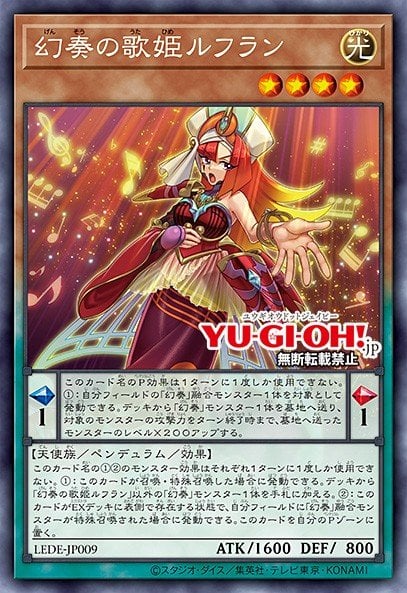 幻奏の歌姫ルフラン
光
ユウギオウドットジェイピー
YU-GI-OH!.jp
無断転載禁止
このカード名のP効果は1ターンに1度しか使用できない。
①:自分フィールドの「幻奏」融合モンスター1体を対象として
発動できる。デッキから「幻奏」モンスター1体を墓地へ送り、
対象のモンスターの攻撃力をターン終了時まで、墓地へ送った
モンスターのレベル×200アップする。
1
1
【天使族/ペンデュラム/効果】
このカード名の①②のモンスター効果はそれぞれ1ターンに1度しか使用で
きない。①:このカードが召喚・特殊召喚した場合に発動できる。デッキから
「幻奏の歌姫ルフラン」以外の「幻奏」モンスター1体を手札に加える。②:この
カードがEXデッキに表側で存在する状態で、自分フィールドに「幻奏」モンスタ
ーが特殊召喚された場合に発動できる。このカードを自分のPゾーンに
置く。
ATK/1600 DEF/ 800
LEDE-JP009
©スタジオ・ダイス/集英社・テレビ東京・KONAMI